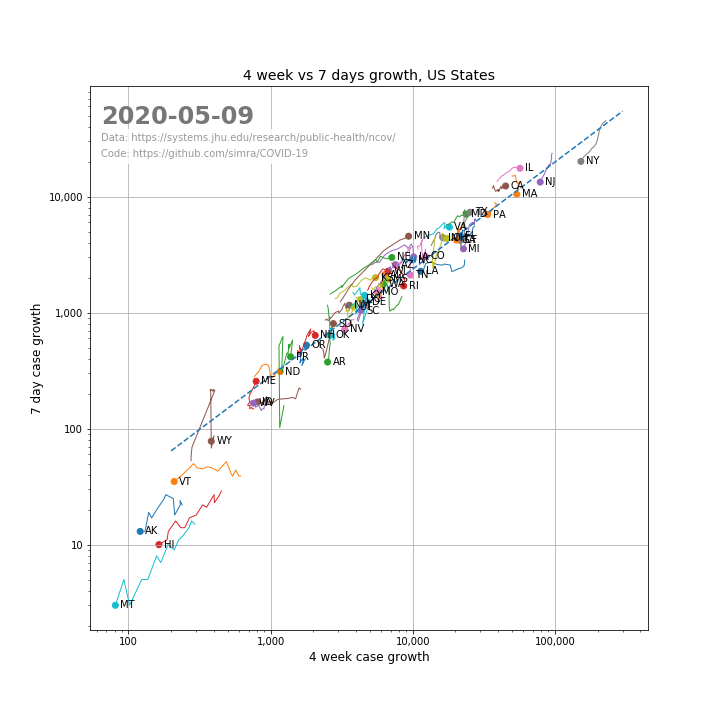 4 week vs 7 days growth, US States
2020-05-09
Data: https://systems.jhu.edu/research/public-health/ncov/
Code: https://github.com/simra/COVID-19
IL
NY
NJ
CA
MA
10,000
PA
VA
MN
MI
NE
CO
LA
TN
RI
MO
DE
SC
1,000
SD
NV
NH
OK
OR
PR
AR
ND
ME
100
WY
VT
AK
10
HI
MT
100
1,000
10,000
100,000
4 week case growth
7 day case growth